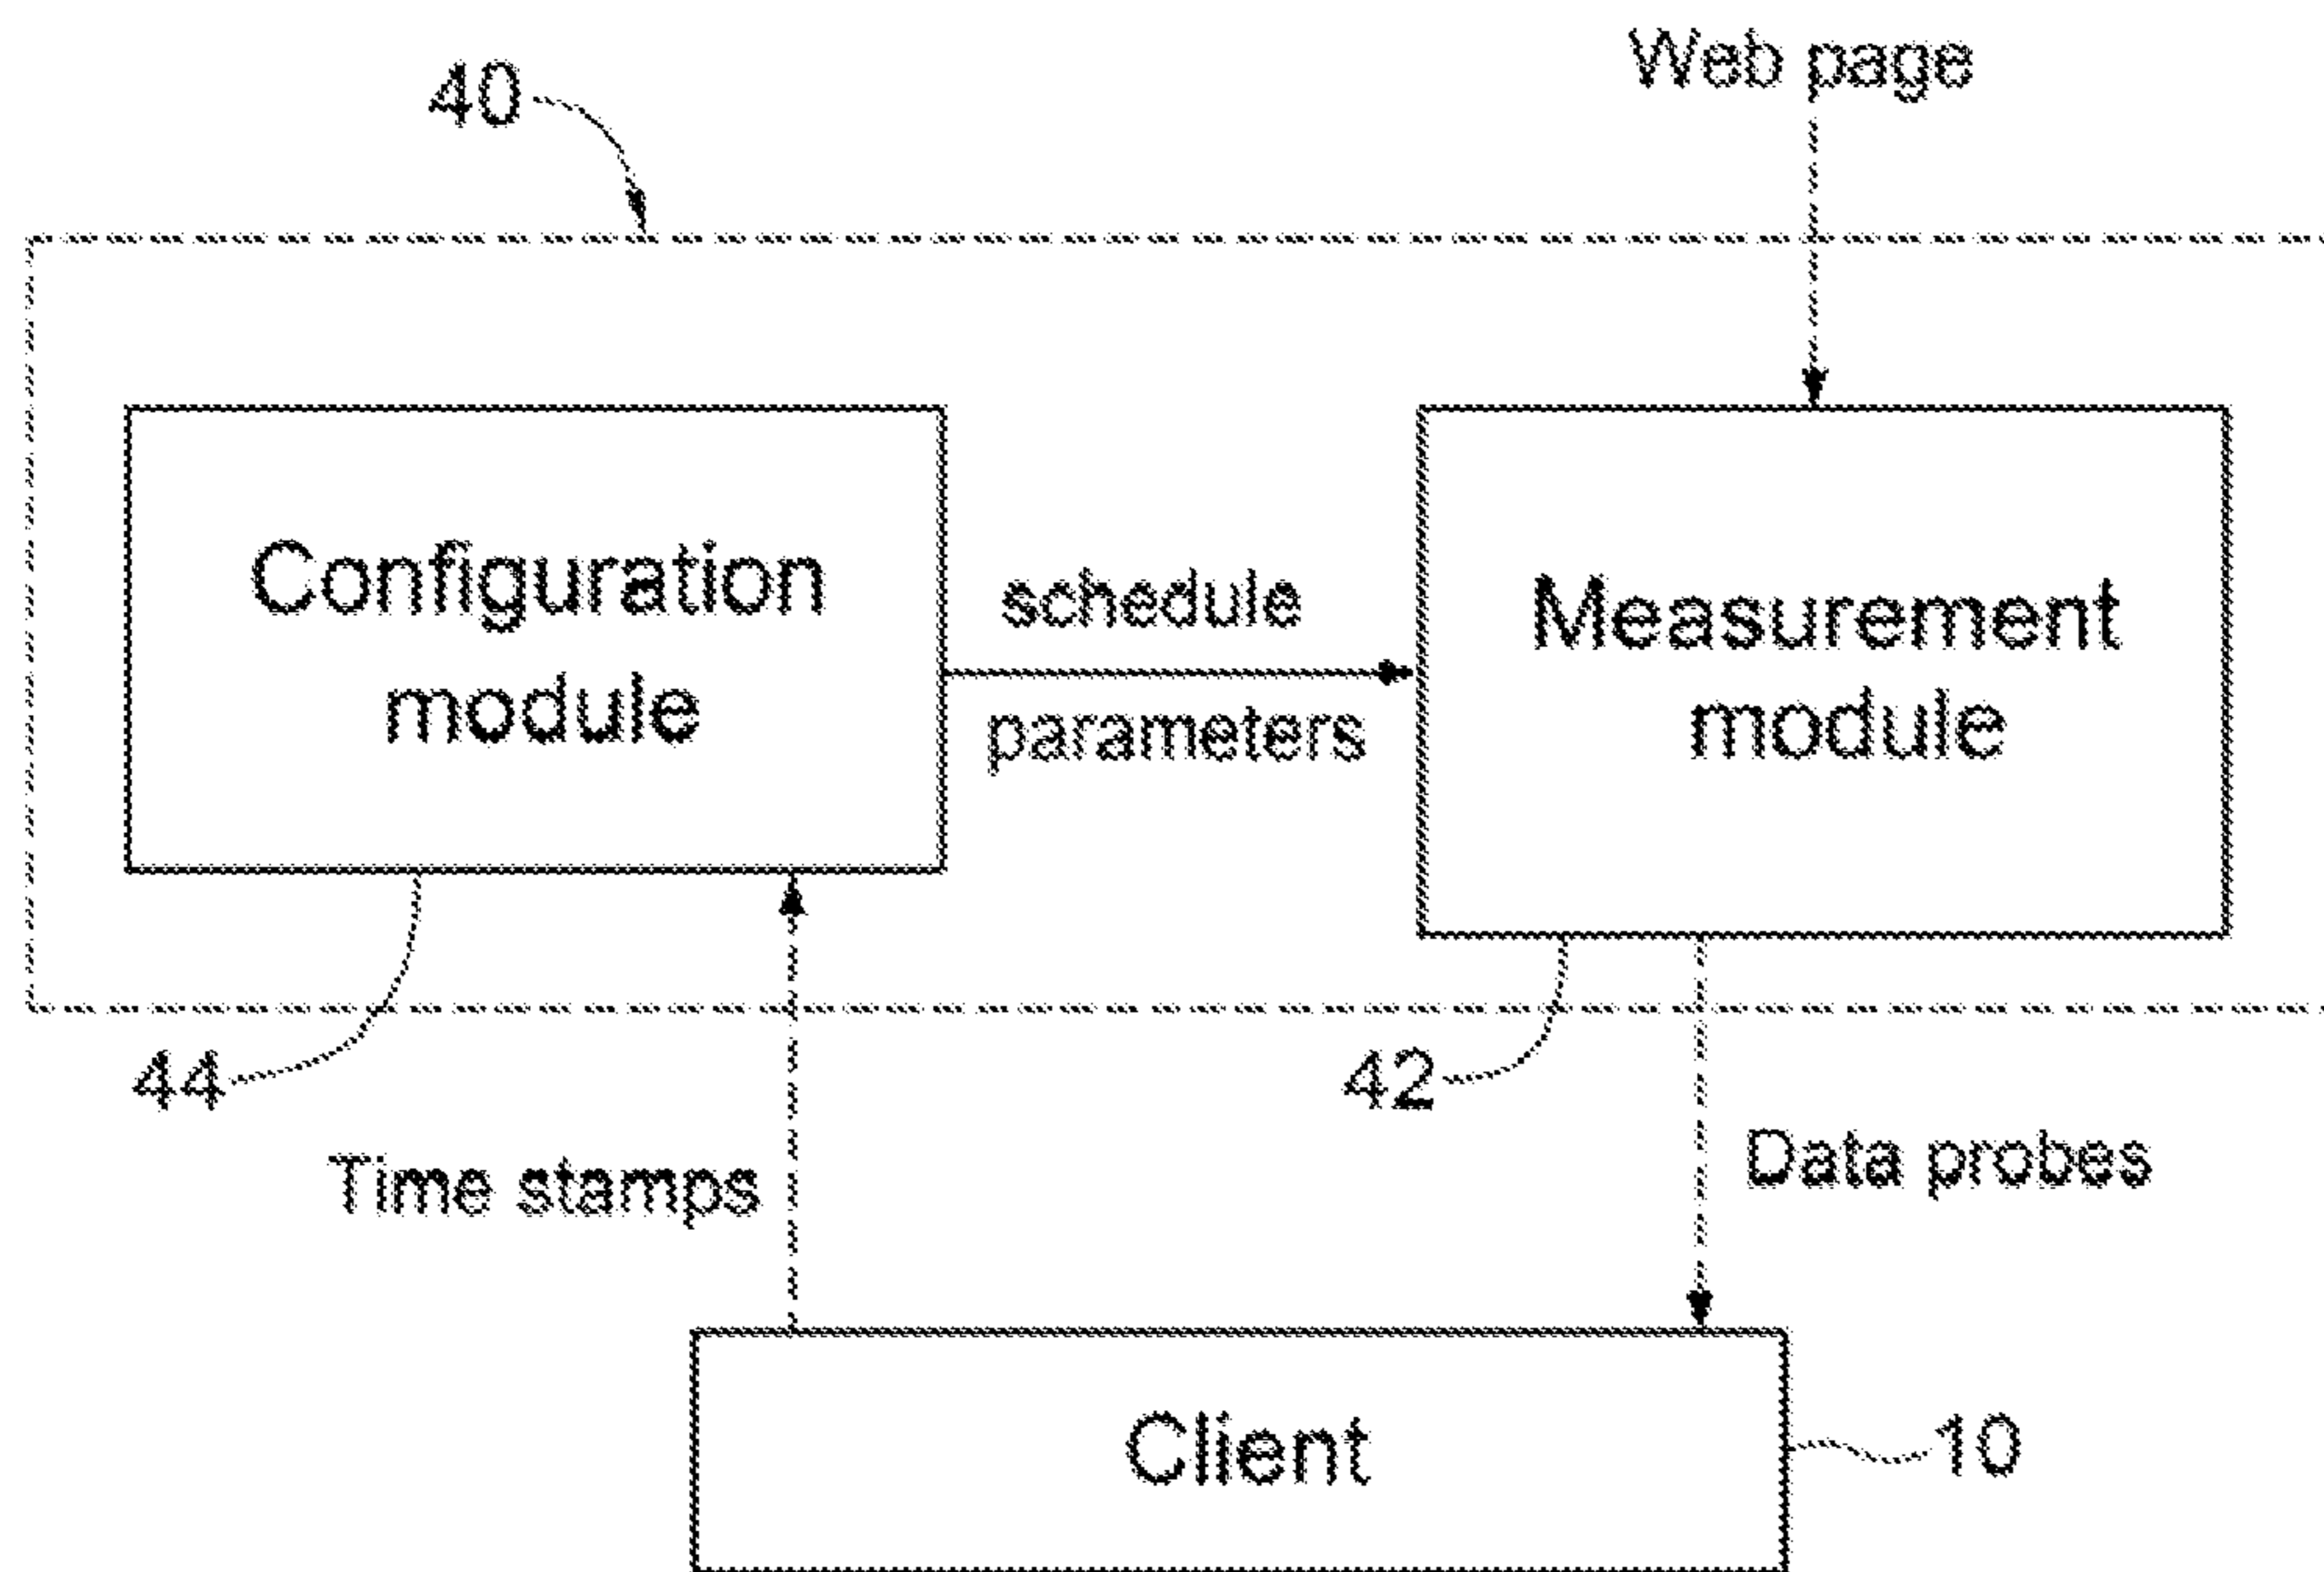 Web page
40
Configuration
module
schedule
parameters
Measurement
module
44
42
Time stamps
Data probes
Client
10